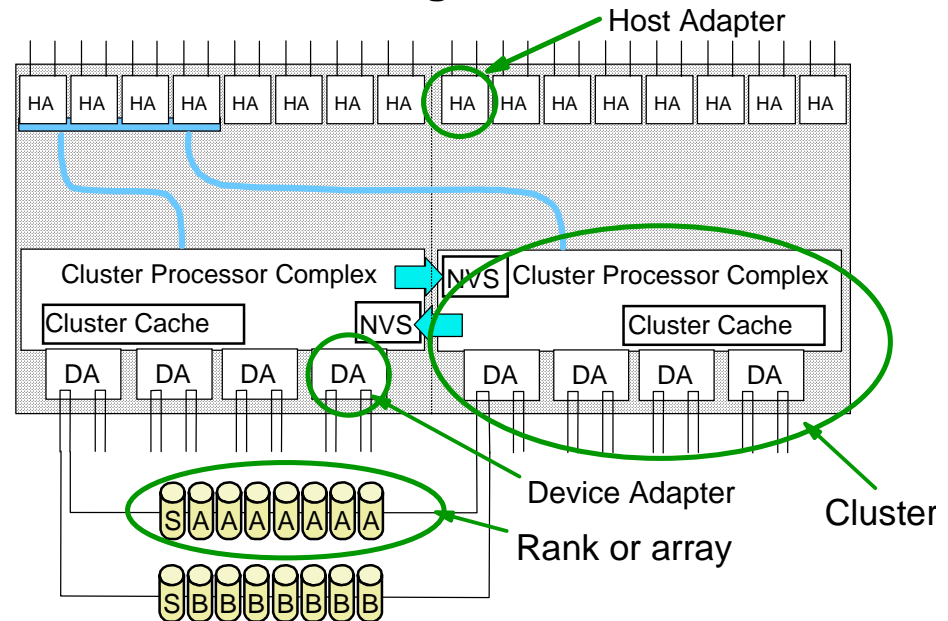 Host Adapter
HA HA HA HA HA HA HA HA HA HA HA HA HA HA HA HA
Cluster Processor Complex NVS Cluster Processor Complex
Cluster Cache NVS Cluster Cache
DA DA DA DA DA DA DA DA
Device Adapter
Cluster
S A A A A A A A
Rank or array
S B B B B B B B